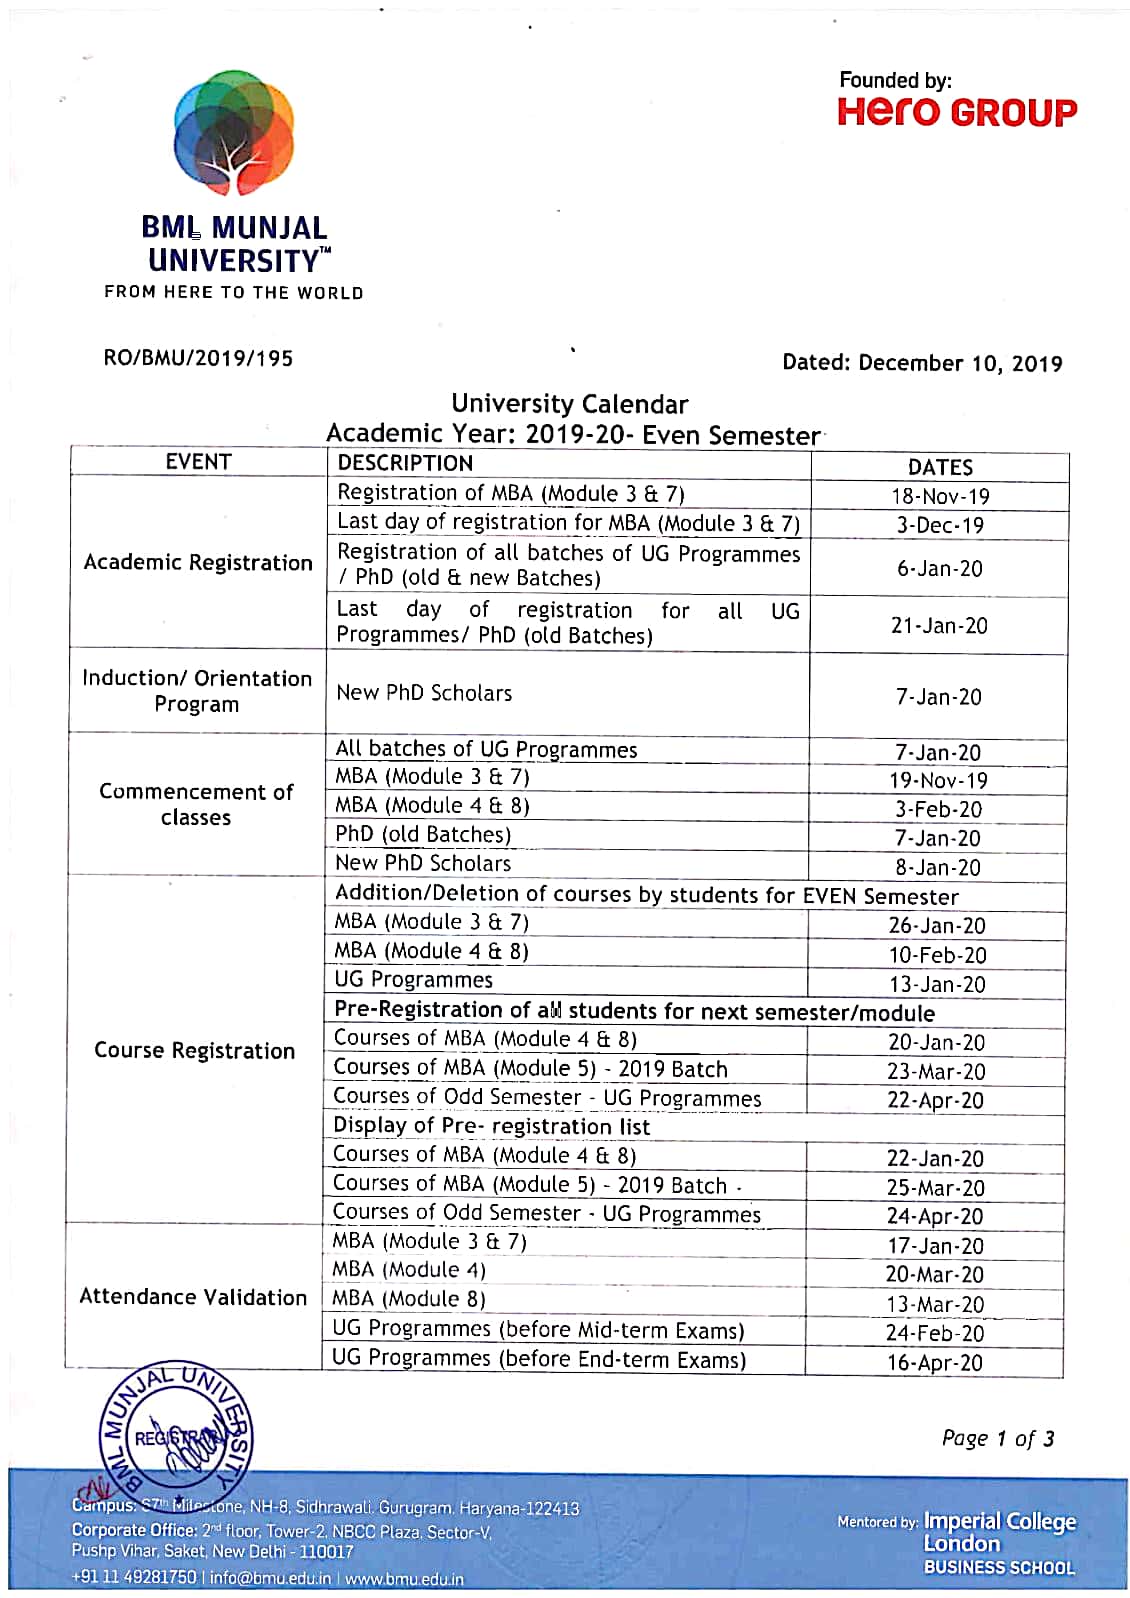 Founded by:
Hero GROUP
BML MUNJAL
UNIVERSITY™
FROM HERE TO THE WORLD
RO/BMU/2019/195
Dated: December 10, 2019
University Calendar
Academic Year: 2019-20- Even Semester
EVENT DESCRIPTION DATES
Academic Registration
Registration of MBA (Module 3 & 7) 18-Nov-19
Last day of registration for MBA (Module 3 & 7) 3-Dec-19
Registration of all batches of UG Programmes
/ PhD (old & new Batches) 6-Jan-20
Last day of registration for all UG
Programmes/ PhD (old Batches) 21-Jan-20
Induction/ Orientation
Program
New PhD Scholars 7-Jan-20
Commencement of
classes
All batches of UG Programmes 7-Jan-20
MBA (Module 3 & 7) 19-Nov-19
MBA (Module 4 & 8) 3-Feb-20
PhD (old Batches) 7-Jan-20
New PhD Scholars 8-Jan-20
Course Registration
Addition/Deletion of courses by students for EVEN Semester
MBA (Module 3 & 7) 26-Jan-20
MBA (Module 4 & 8) 10-Feb-20
UG Programmes 13-Jan-20
Pre-Registration of all students for next semester/module
Courses of MBA (Module 4 & 8) 20-Jan-20
Courses of MBA (Module 5) - 2019 Batch 23-Mar-20
Courses of Odd Semester - UG Programmes 22-Apr-20
Display of Pre- registration list
Courses of MBA (Module 4 & 8) 22-Jan-20
Courses of MBA (Module 5) - 2019 Batch 25-Mar-20
Courses of Odd Semester - UG Programmes 24-Apr-20
Attendance Validation
MBA (Module 3 & 7) 17-Jan-20
MBA (Module 4) 20-Mar-20
MBA (Module 8) 13-Mar-20
UG Programmes (before Mid-term Exams) 24-Feb-20
UG Programmes (before End-term Exams) 16-Apr-20
BML MUNJAL UNIVERSITY
REGISTRAR
Page 1 of 3
Campus: 67th Milestone, NH-8, Sidhrawali, Gurugram, Haryana-122413
Corporate Office: 2nd floor, Tower-2, NBCC Plaza, Sector-V,
Pushp Vihar, Saket, New Delhi - 110017
+91 11 49281750 | info@bmu.edu.in | www.bmu.edu.in
Mentored by: Imperial College
London
BUSINESS SCHOOL